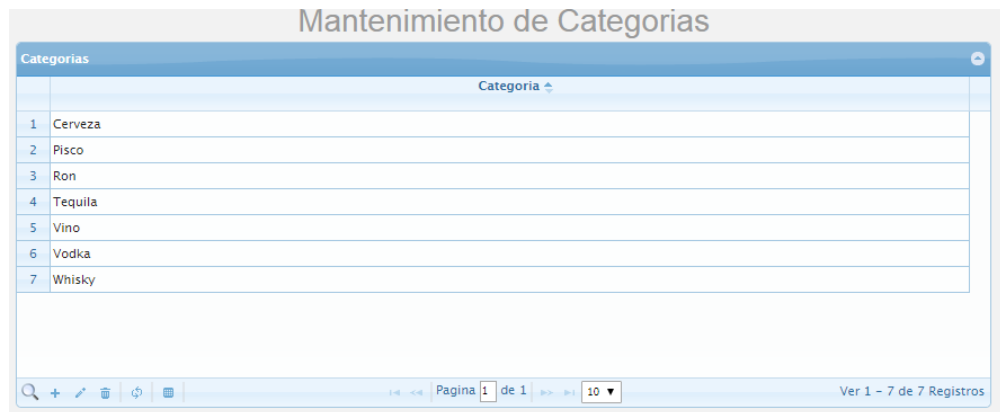 Mantenimiento de Categorias
Categorias
Categoria
1 Cerveza
2 Pisco
3 Ron
4 Tequila
5 Vino
6 Vodka
7 Whisky
Pagina 1 de 1 10 Ver 1 - 7 de 7 Registros